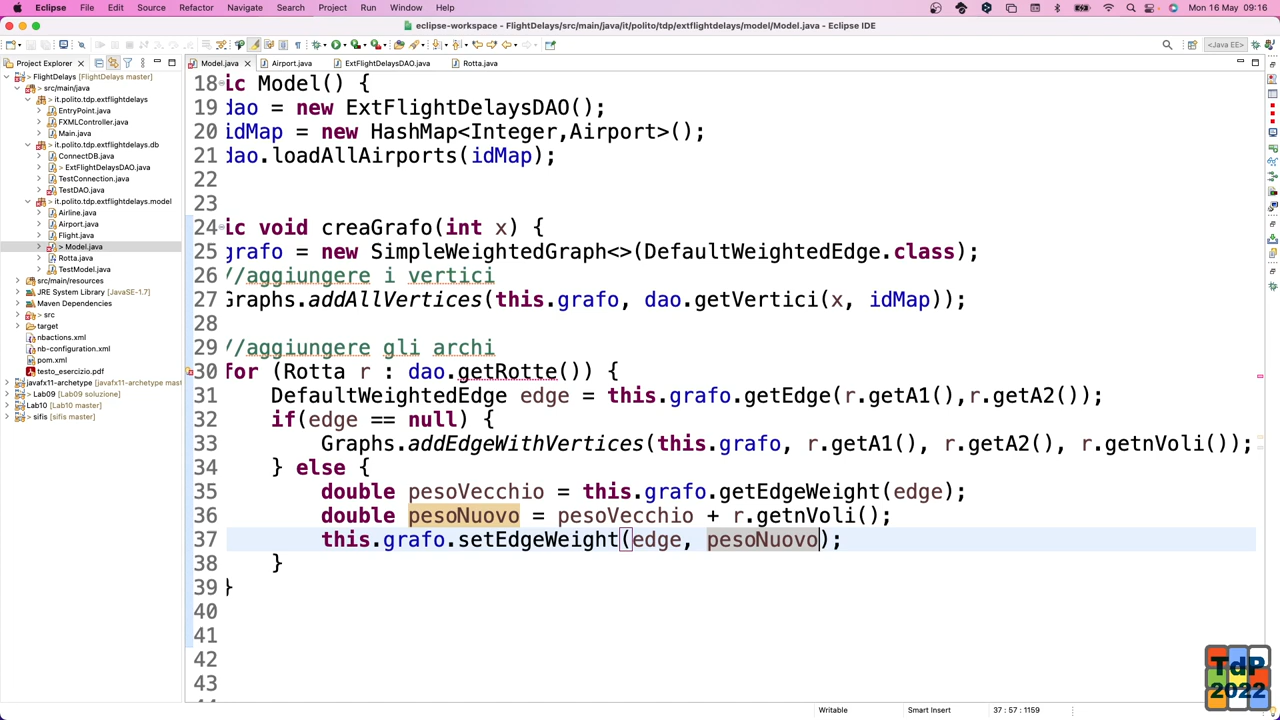 Eclipse File Edit Source Refactor Navigate Search Project Run Window Help Mon 16 May 09:16
eclipse-workspace - FlightDelays/src/main/java/it/polito/tdp/extflightdelays/model/Model.java - Eclipse IDE
<Java EE>
Project Explorer
Model.java Airport.java ExtFlightDelaysDAO.java Rotta.java
FlightDelays [FlightDelays master]
src/main/java
it.polito.tdp.extflightdelays
EntryPoint.java
FXMLController.java
Main.java
it.polito.tdp.extflightdelays.db
ConnectDB.java
> ExtFlightDelaysDAO.java
TestConnection.java
TestDAO.java
it.polito.tdp.extflightdelays.model
Airline.java
Airport.java
Flight.java
> Model.java
Rotta.java
TestModel.java
src/main/resources
JRE System Library [JavaSE-1.7]
Maven Dependencies
> src
target
nbactions.xml
nb-configuration.xml
pom.xml
testo_esercizio.pdf
javafx11-archetype [javafx11-archetype mast
> Lab09 [Lab09 soluzione]
Lab10 [Lab10 master]
> sifis [sifis master]
18 ic Model() {
19 dao = new ExtFlightDelaysDAO();
20 idMap = new HashMap<Integer,Airport>();
21 dao.loadAllAirports(idMap);
22
23
24 ic void creaGrafo(int x) {
25 grafo = new SimpleWeightedGraph<>(DefaultWeightedEdge.class);
26 //aggiungere i vertici
27 Graphs.addAllVertices(this.grafo, dao.getVertici(x, idMap));
28
29 //aggiungere gli archi
30 for (Rotta r : dao.getRotte()) {
31 DefaultWeightedEdge edge = this.grafo.getEdge(r.getA1(),r.getA2());
32 if(edge == null) {
33 Graphs.addEdgeWithVertices(this.grafo, r.getA1(), r.getA2(), r.getnVoli());
34 } else {
35 double pesoVecchio = this.grafo.getEdgeWeight(edge);
36 double pesoNuovo = pesoVecchio + r.getnVoli();
37 this.grafo.setEdgeWeight(edge, pesoNuovo);
38 }
39 }
40
41
42
43
TdP
2022
Writable Smart Insert 37 : 57 : 1159